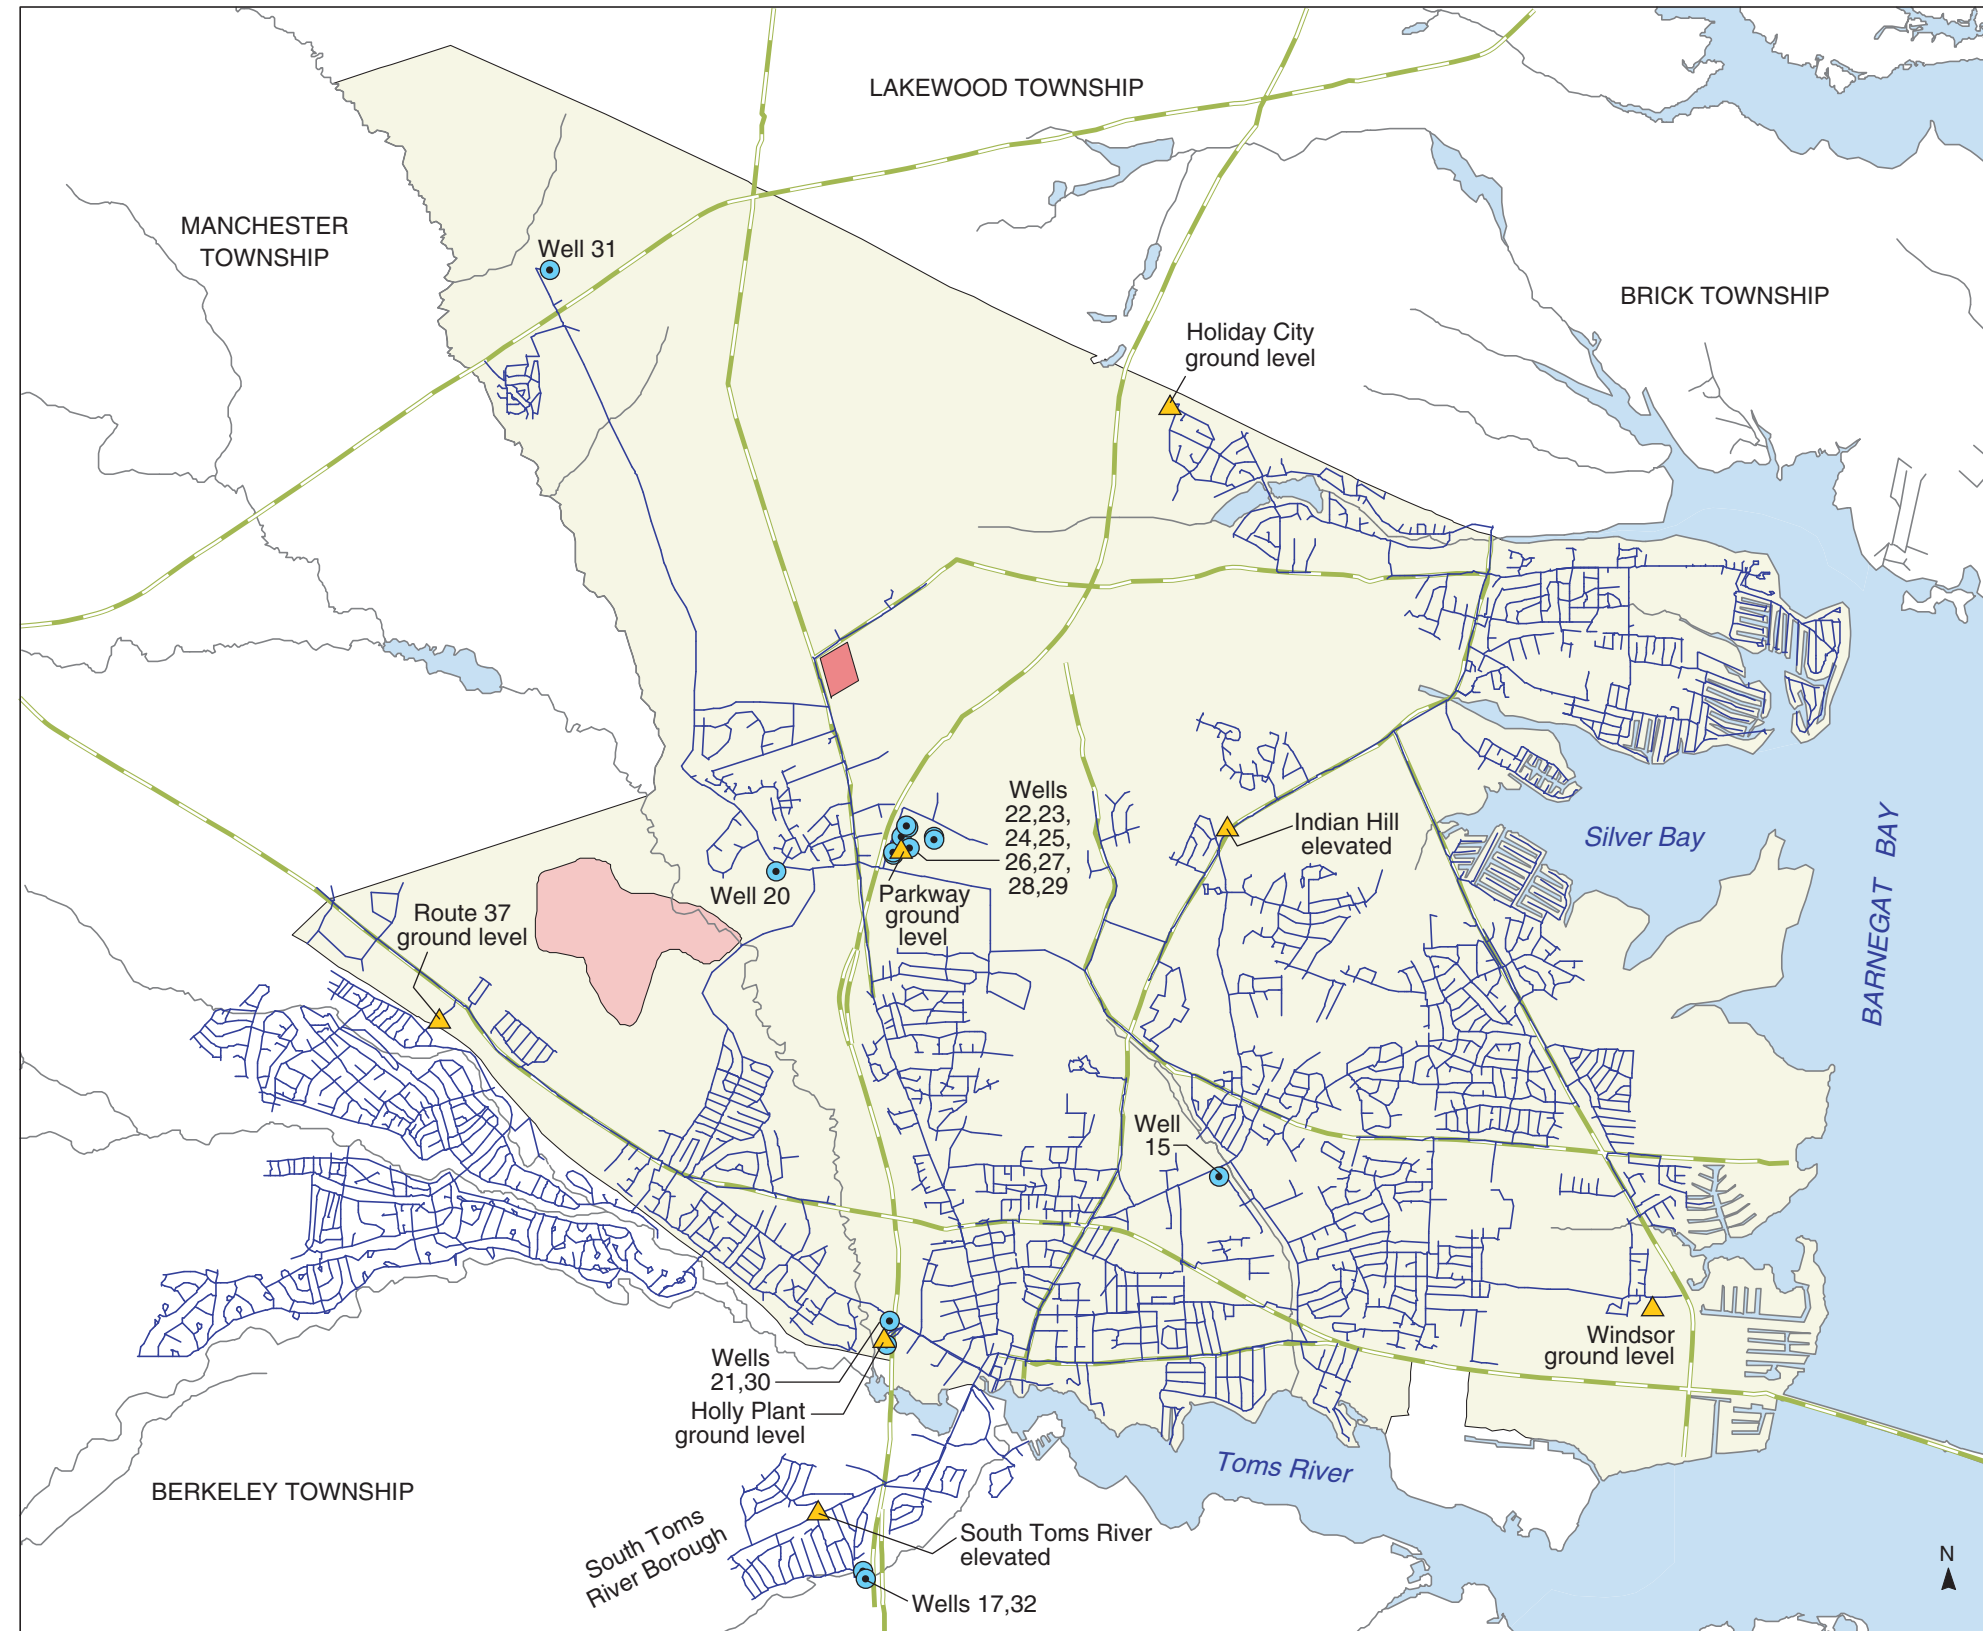 LAKEWOOD TOWNSHIP
MANCHESTER
TOWNSHIP
Well 31
BRICK TOWNSHIP
Holiday City
ground level
Wells
22,23,
24,25,
26,27,
28,29
Indian Hill
elevated
Silver Bay
BARNEGAT BAY
Well 20
Parkway
ground
level
Route 37
ground level
Well
15
Windsor
ground level
Wells
21,30
Holly Plant
ground level
Toms River
BERKELEY TOWNSHIP
South Toms
River Borough
South Toms River
elevated
Wells 17,32
N